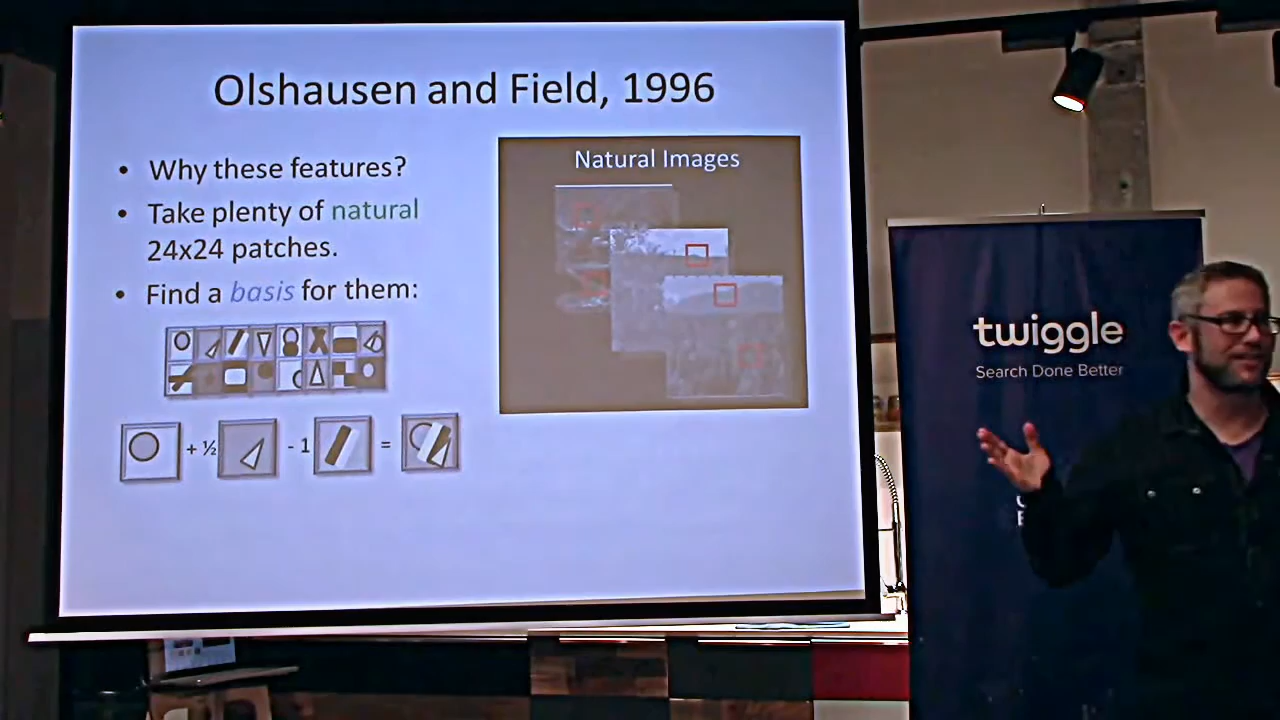 Olshausen and Field, 1996
• Why these features?
• Take plenty of natural
24x24 patches.
• Find a basis for them:
+ ½
- 1
=
Natural Images
twiggle
Search Done Better